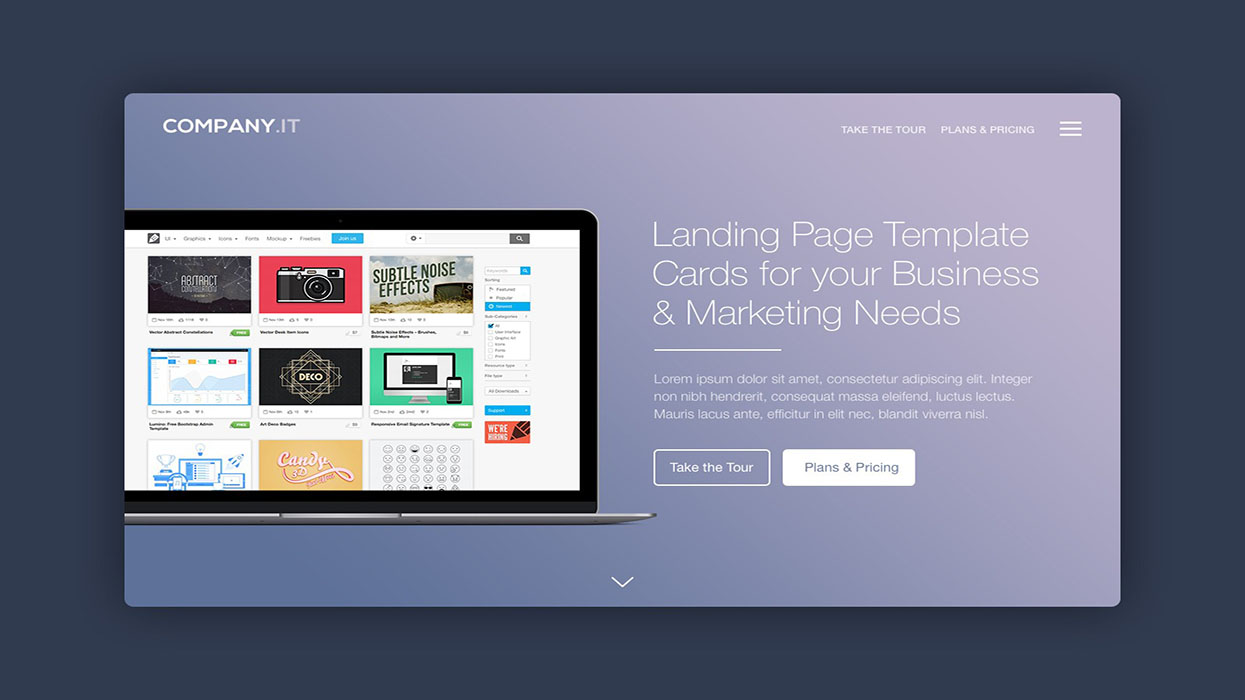 COMPANY.IT
TAKE THE TOUR PLANS & PRICING
Landing Page Template
Cards for your Business
& Marketing Needs
Lorem ipsum dolor sit amet, consectetur adipiscing elit. Integer
non nibh hendrerit, consequat massa eleifend, luctus lectus.
Mauris lacus ante, efficitur in elit nec, blandit viverra nisl.
Take the Tour Plans & Pricing
UI Graphics Icons Fonts Mockup Freebies Join us
ABSTRACT
CONSTELLATIONS
SUBTLE NOISE
EFFECTS
Vector Abstract Constellations FREE
Vector Desk Item Icons $7
Subtle Noise Effects – Brushes,
Bitmaps and More
DECO
Lumino: Free Bootstrap Admin
Template FREE
Art Deco Badges
Responsive Email Signature Template FREE
Candy
3D
Keywords
Sorting
Featured
Popular
Newest
Sub-Categories
All
User Interface
Graphic Art
Icons
Fonts
Print
Resource type
File type
All Downloads
Support
WE'RE
HIRING